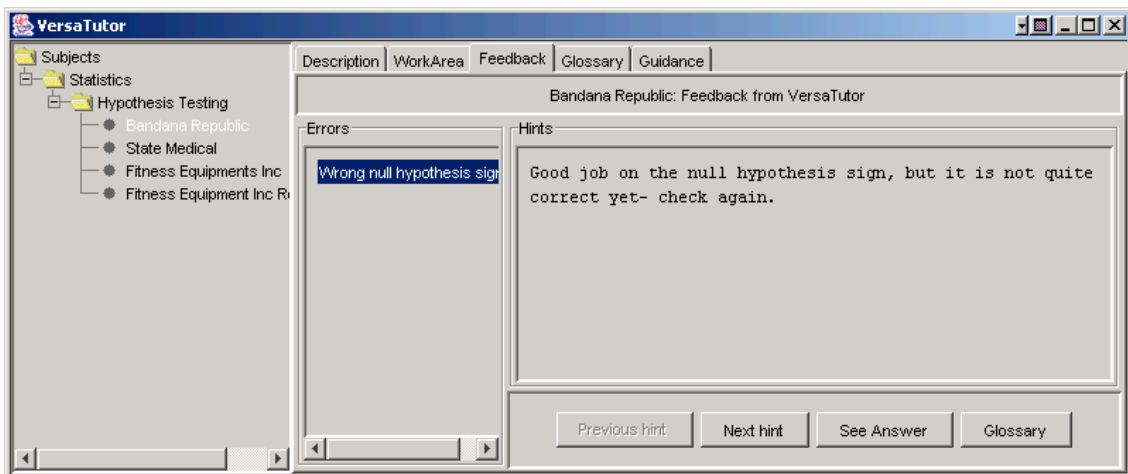 VersaTutor
Subjects
Statistics
Hypothesis Testing
Bandana Republic
State Medical
Fitness Equipments Inc
Fitness Equipment Inc R
Description WorkArea Feedback Glossary Guidance
Bandana Republic: Feedback from VersaTutor
Errors
Wrong null hypothesis sign
Hints
Good job on the null hypothesis sign, but it is not quite
correct yet- check again.
Previous hint Next hint See Answer Glossary